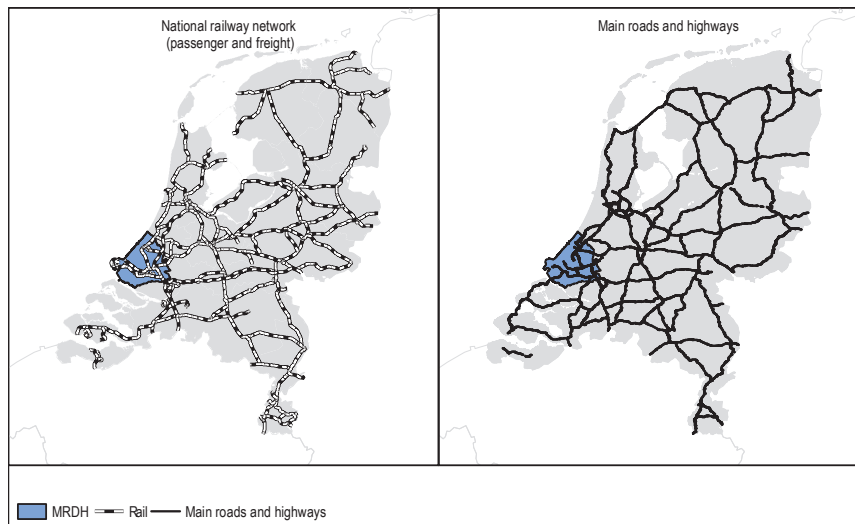 National railway network
(passenger and freight)
Main roads and highways
MRDH
Rail
Main roads and highways